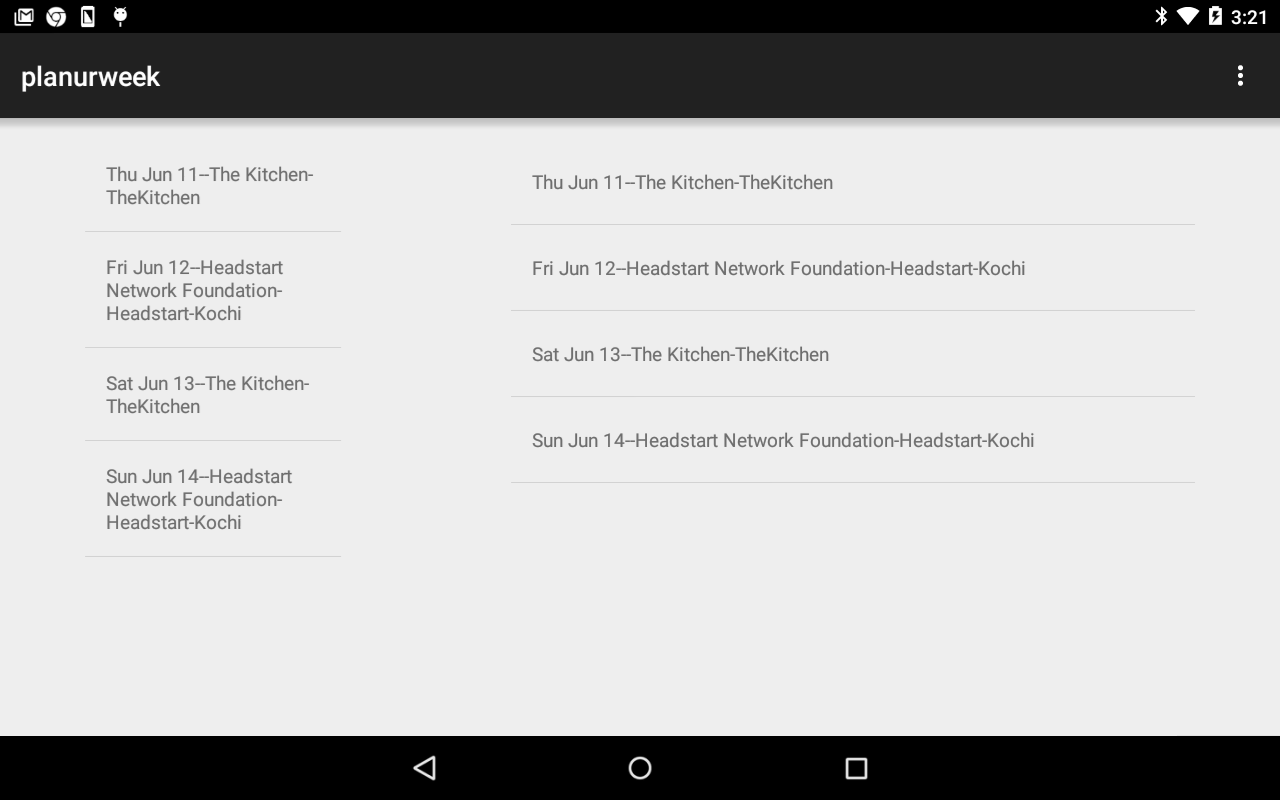 3:21
planurweek
Thu Jun 11--The Kitchen-
TheKitchen
Fri Jun 12--Headstart
Network Foundation-
Headstart-Kochi
Sat Jun 13--The Kitchen-
TheKitchen
Sun Jun 14--Headstart
Network Foundation-
Headstart-Kochi
Thu Jun 11--The Kitchen-TheKitchen
Fri Jun 12--Headstart Network Foundation-Headstart-Kochi
Sat Jun 13--The Kitchen-TheKitchen
Sun Jun 14--Headstart Network Foundation-Headstart-Kochi